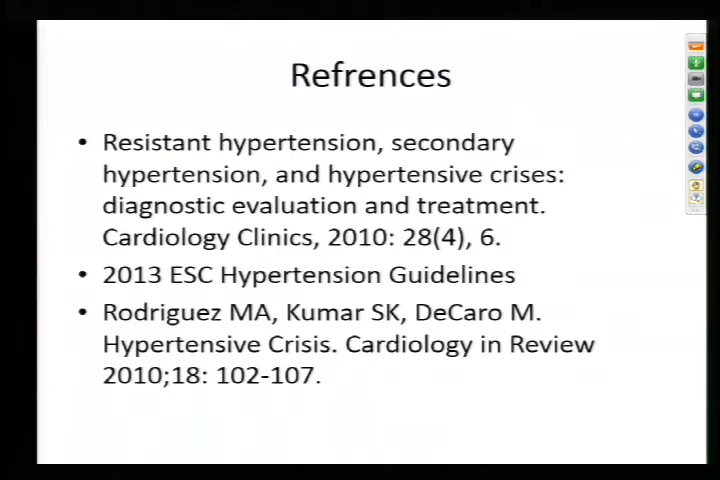 Refrences
• Resistant hypertension, secondary
hypertension, and hypertensive crises:
diagnostic evaluation and treatment.
Cardiology Clinics, 2010: 28(4), 6.
• 2013 ESC Hypertension Guidelines
• Rodriguez MA, Kumar SK, DeCaro M.
Hypertensive Crisis. Cardiology in Review
2010;18: 102-107.